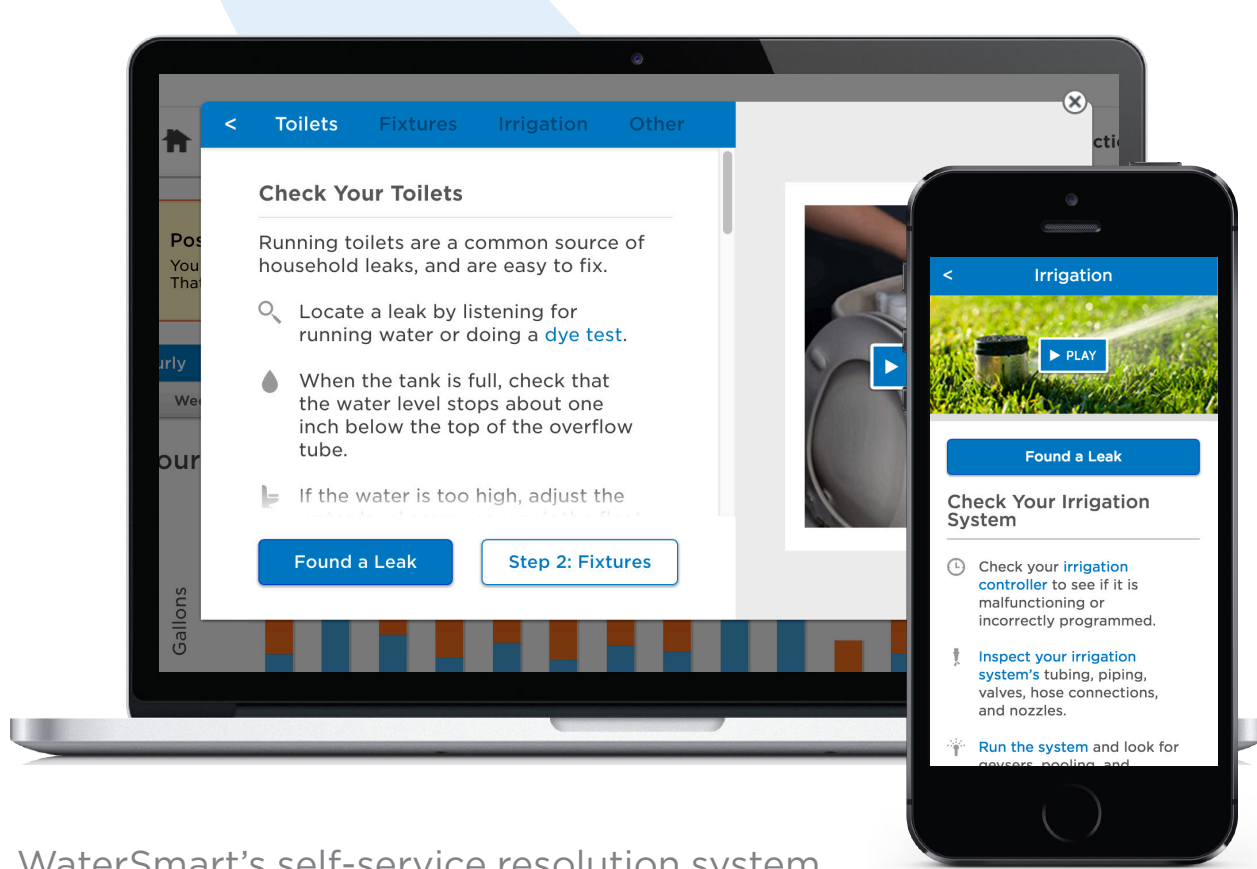 < Toilets Fixtures Irrigation Other
Check Your Toilets
Running toilets are a common source of
household leaks, and are easy to fix.
Locate a leak by listening for
running water or doing a dye test.
When the tank is full, check that
the water level stops about one
inch below the top of the overflow
tube.
If the water is too high, adjust the
Found a Leak
Step 2: Fixtures
You
Gallons
< Irrigation
PLAY
Found a Leak
Check Your Irrigation
System
Check your irrigation
controller to see if it is
malfunctioning or
incorrectly programmed.
Inspect your irrigation
system's tubing, piping,
valves, hose connections,
and nozzles.
Run the system and look for
geysers, pooling, and
WaterSmart's self-service resolution system